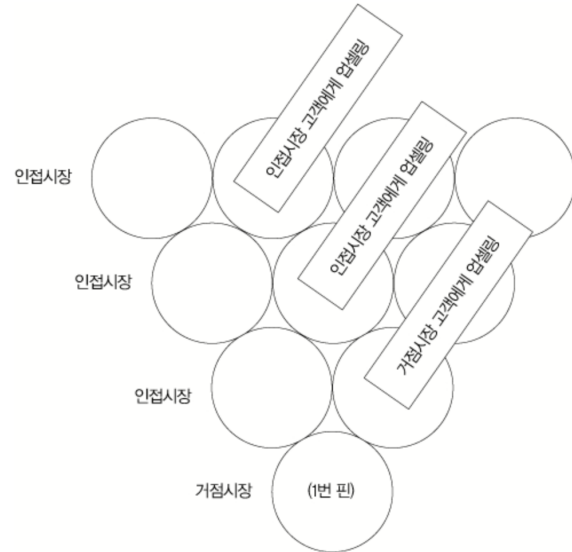 인접시장 고객에게 업셀링
인접시장
인접시장 고객에게 업셀링
인접시장
거점시장 고객에게 업셀링
인접시장
거점시장
(1번 핀)